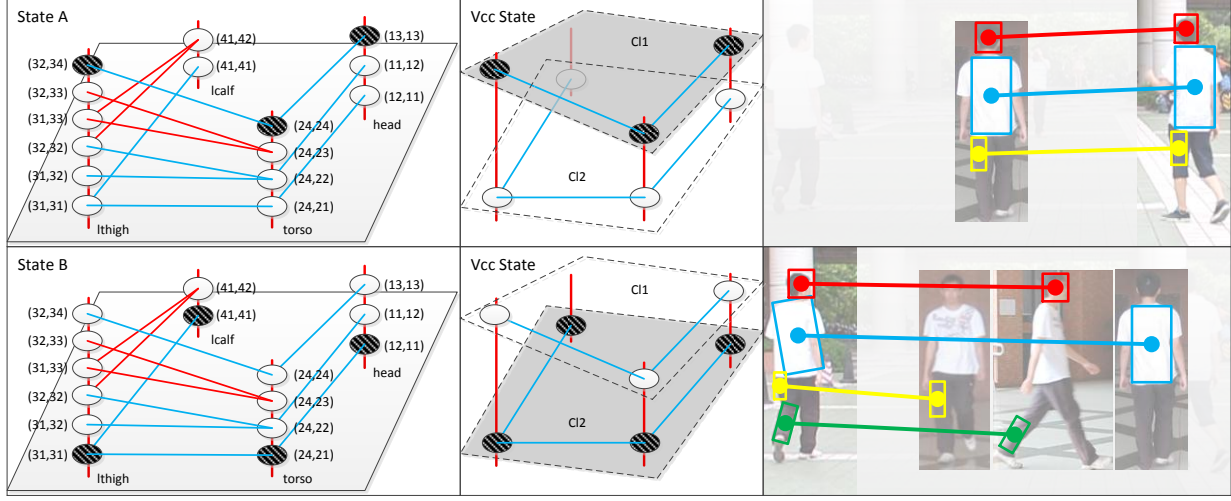 State A
(41,42)
(13,13)
(32,34)
(41,41)
(11,12)
(32,33)
lcalf
(12,11)
(31,33)
(24,24)
head
(32,32)
(24,23)
(31,32)
(24,22)
(31,31)
(24,21)
lthigh
torso
Vcc State
Cl1
Cl2
State B
(41,42)
(13,13)
(32,34)
(41,41)
(11,12)
(32,33)
lcalf
(12,11)
(31,33)
(24,24)
head
(32,32)
(24,23)
(31,32)
(24,22)
(31,31)
(24,21)
lthigh
torso
Vcc State
Cl1
Cl2